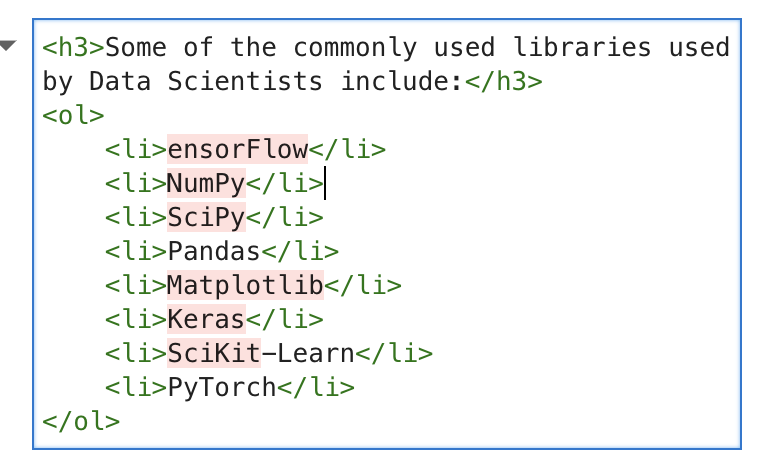 <h3>Some of the commonly used libraries used
by Data Scientists include:</h3>
<ol>
    <li>ensorFlow</li>
    <li>NumPy</li>
    <li>SciPy</li>
    <li>Pandas</li>
    <li>Matplotlib</li>
    <li>Keras</li>
    <li>SciKit-Learn</li>
    <li>PyTorch</li>
</ol>